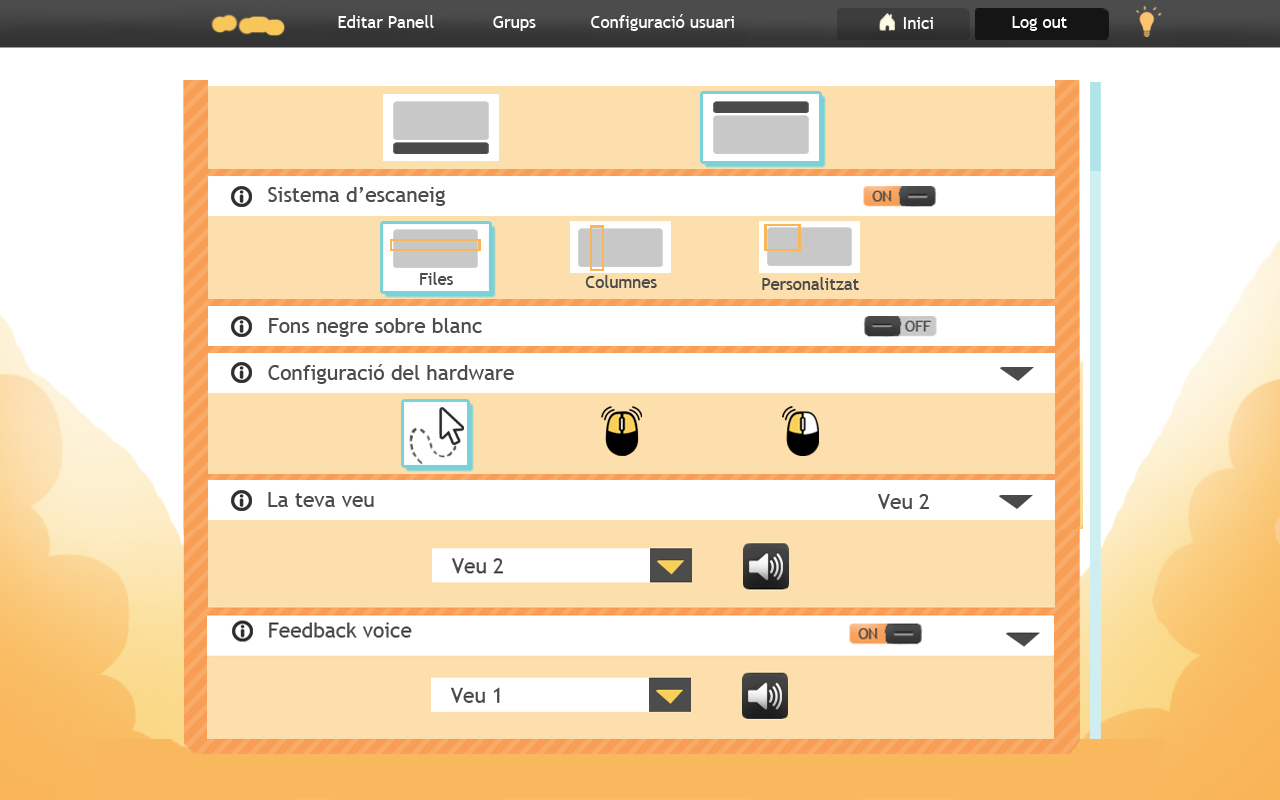 Editar Panell
Grups
Configuració usuari
Inici
Log out
Sistema d’escaneig
ON
Files
Columnes
Personalitzat
Fons negre sobre blanc
OFF
Configuració del hardware
La teva veu
Veu 2
Veu 2
Feedback voice
ON
Veu 1